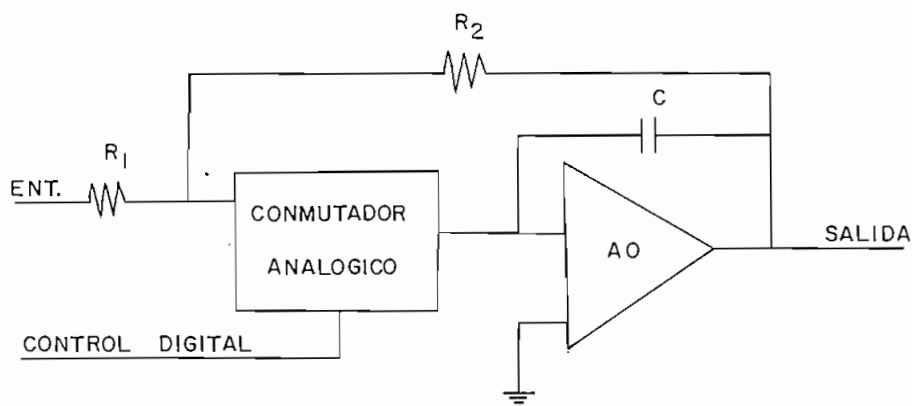 R2
C
R1
ENT.
CONMUTADOR
ANALOGICO
AO
SALIDA
CONTROL DIGITAL